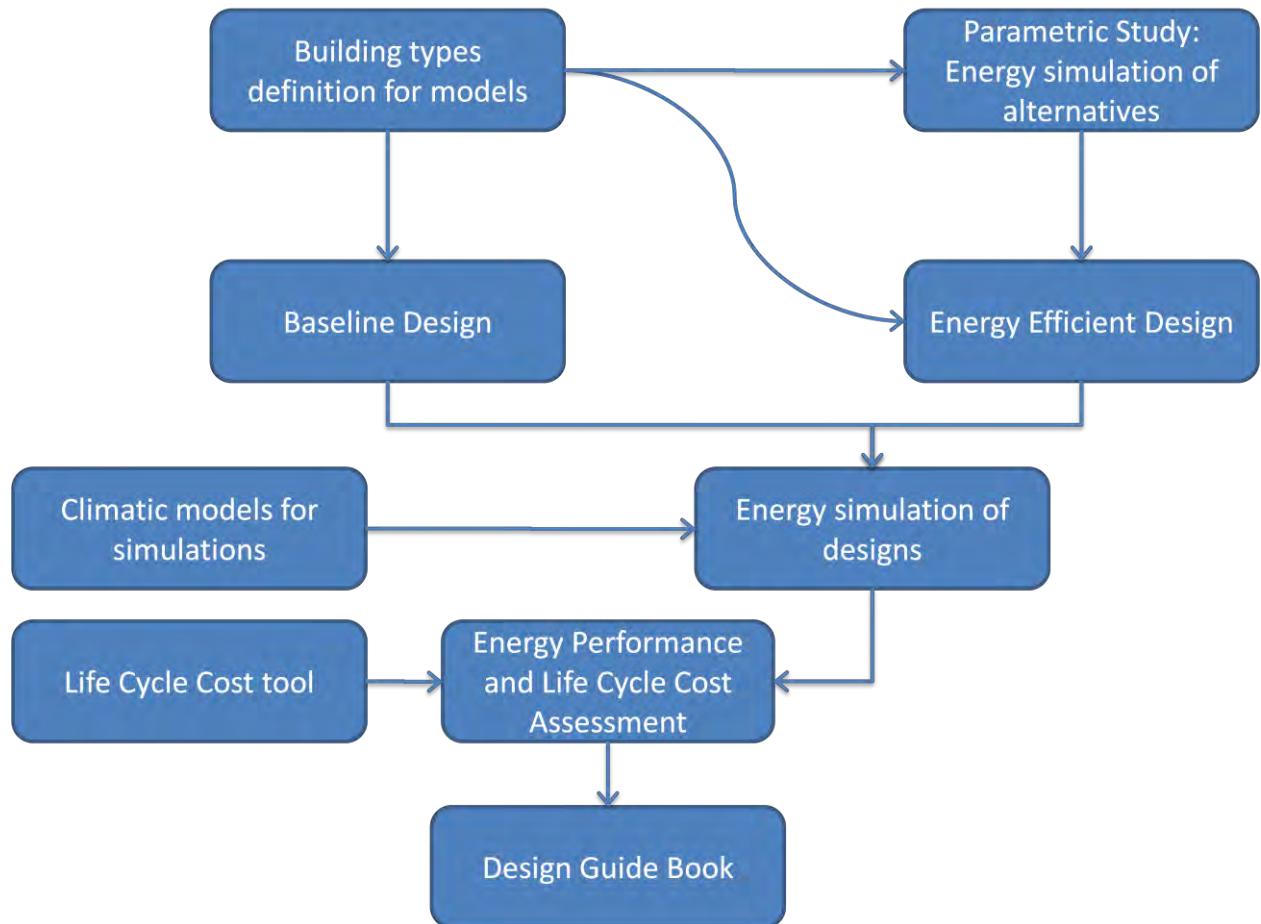 Building types
definition for models
Parametric Study:
Energy simulation of
alternatives
Baseline Design
Energy Efficient Design
Climatic models for
simulations
Energy simulation of
designs
Life Cycle Cost tool
Energy Performance
and Life Cycle Cost
Assessment
Design Guide Book